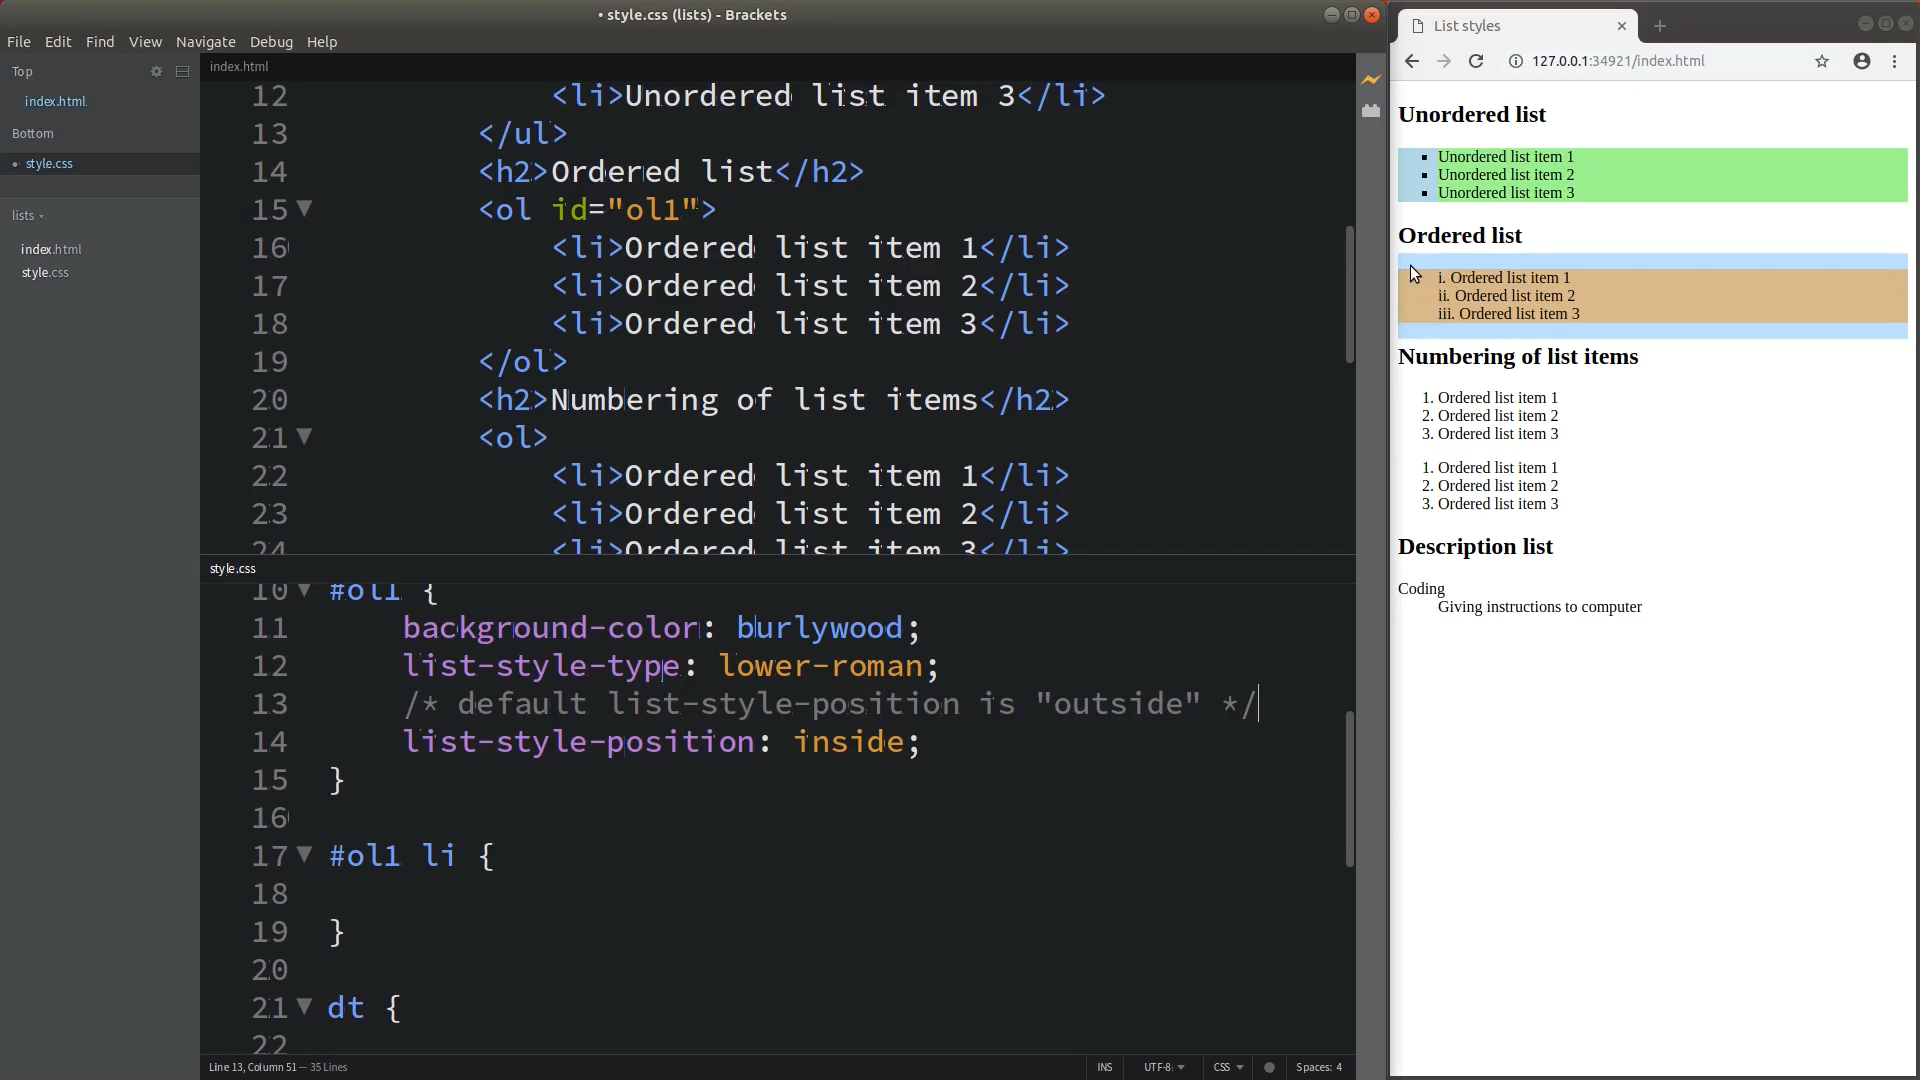 • style.css (lists) - Brackets
File Edit Find View Navigate Debug Help
Top
index.html
Bottom
• style.css
lists
index.html
style.css
index.html
12 <li>Unordered list item 3</li>
13 </ul>
14 <h2>Ordered list</h2>
15 <ol id="ol1">
16 <li>Ordered list item 1</li>
17 <li>Ordered list item 2</li>
18 <li>Ordered list item 3</li>
19 </ol>
20 <h2>Numbering of list items</h2>
21 <ol>
22 <li>Ordered list item 1</li>
23 <li>Ordered list item 2</li>
24 <li>Ordered list item 3</li>
style.css
10 #ol1 {
11 background-color: burlywood;
12 list-style-type: lower-roman;
13 /* default list-style-position is "outside" */
14 list-style-position: inside;
15 }
16
17 #ol1 li {
18
19 }
20
21 dt {
22
Line 13, Column 51 — 35 Lines
INS UTF-8 CSS Spaces: 4
List styles
127.0.0.1:34921/index.html
Unordered list
Unordered list item 1
Unordered list item 2
Unordered list item 3
Ordered list
i. Ordered list item 1
ii. Ordered list item 2
iii. Ordered list item 3
Numbering of list items
1. Ordered list item 1
2. Ordered list item 2
3. Ordered list item 3
1. Ordered list item 1
2. Ordered list item 2
3. Ordered list item 3
Description list
Coding
Giving instructions to computer